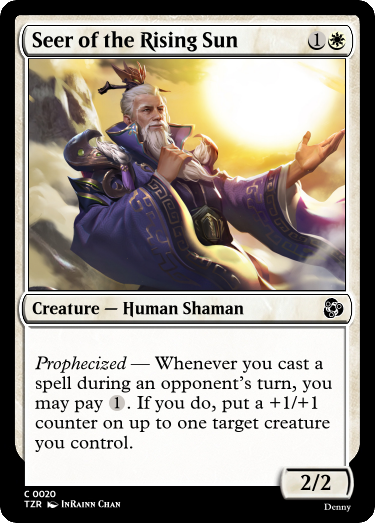 Seer of the Rising Sun 1
Creature — Human Shaman
Prophecized — Whenever you cast a
spell during an opponent's turn, you
may pay 1. If you do, put a +1/+1
counter on up to one target creature
you control.
2/2
C 0020
TZR InRainn Chan
Denny